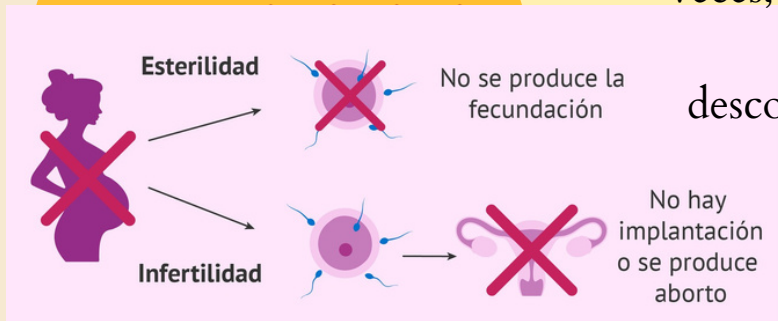 Esterilidad
No se produce la
fecundación
Infertilidad
No hay
implantación
o se produce
aborto